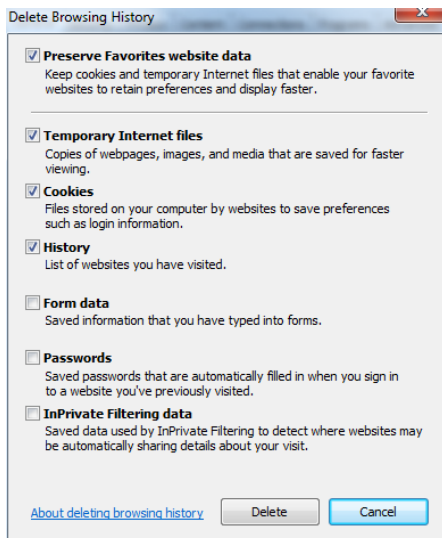 Delete Browsing History
Preserve Favorites website data
Keep cookies and temporary Internet files that enable your favorite
websites to retain preferences and display faster.
Temporary Internet files
Copies of webpages, images, and media that are saved for faster
viewing.
Cookies
Files stored on your computer by websites to save preferences
such as login information.
History
List of websites you have visited.
Form data
Saved information that you have typed into forms.
Passwords
Saved passwords that are automatically filled in when you sign in
to a website you've previously visited.
InPrivate Filtering data
Saved data used by InPrivate Filtering to detect where websites may
be automatically sharing details about your visit.
About deleting browsing history Delete Cancel